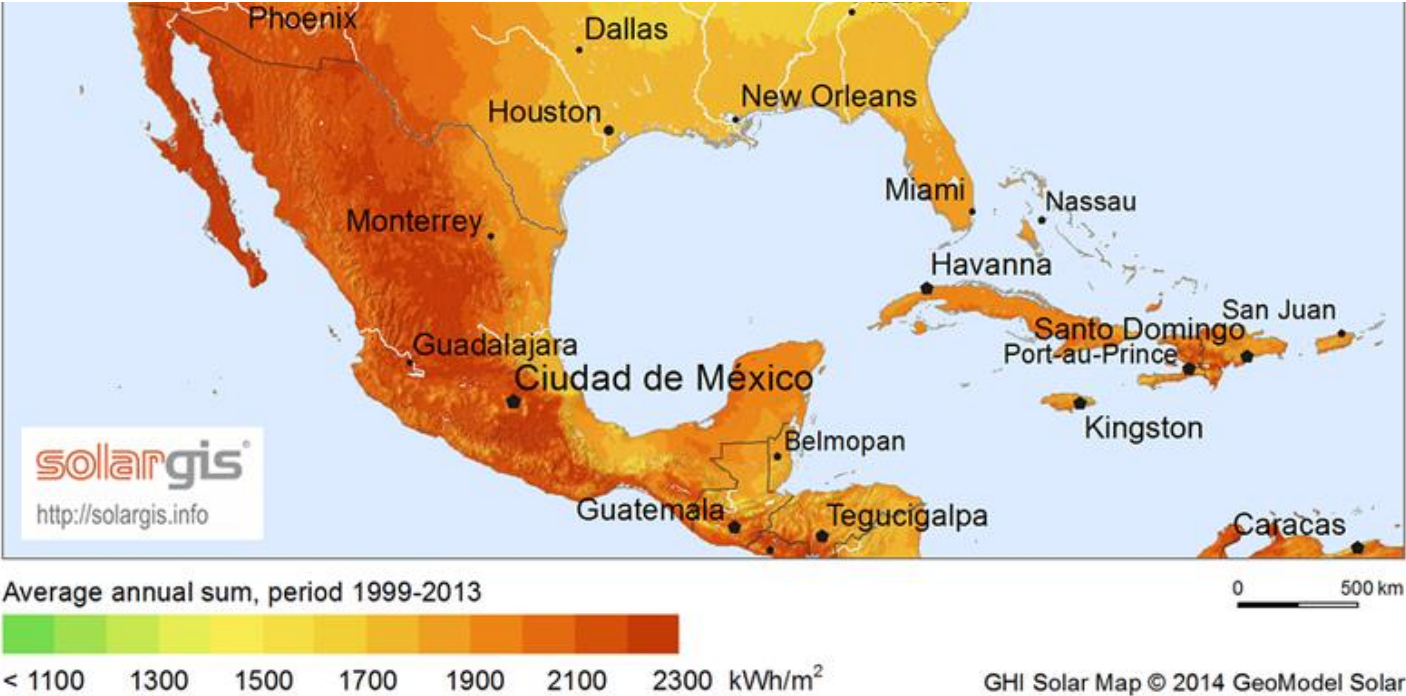 Phoenix
Dallas
Houston
New Orleans
Miami
Nassau
Monterrey
Havanna
San Juan
Santo Domingo
Port-au-Prince
Guadalajara
Ciudad de México
Kingston
Belmopan
solargis®
http://solargis.info
Guatemala
Tegucigalpa
Caracas
Average annual sum, period 1999-2013
0 500 km
< 1100 1300 1500 1700 1900 2100 2300 kWh/m²
GHI Solar Map © 2014 GeoModel Solar